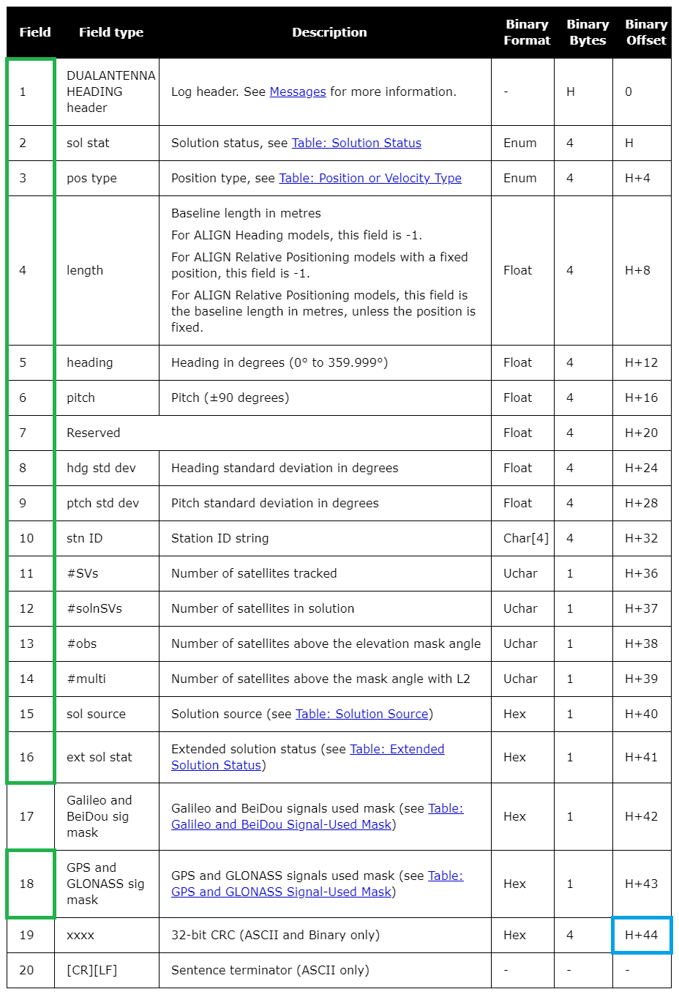 Field Field type Description Binary Format Binary Bytes Binary Offset
1 DUALANTENNA HEADING header Log header. See Messages for more information. - H 0
2 sol stat Solution status, see Table: Solution Status Enum 4 H
3 pos type Position type, see Table: Position or Velocity Type Enum 4 H+4
4 length Baseline length in metres
For ALIGN Heading models, this field is -1.
For ALIGN Relative Positioning models with a fixed
position, this field is -1.
For ALIGN Relative Positioning models, this field is
the baseline length in metres, unless the position is
fixed.
Float 4 H+8
5 heading Heading in degrees (0° to 359.999°) Float 4 H+12
6 pitch Pitch (±90 degrees) Float 4 H+16
7 Reserved Float 4 H+20
8 hdg std dev Heading standard deviation in degrees Float 4 H+24
9 ptch std dev Pitch standard deviation in degrees Float 4 H+28
10 stn ID Station ID string Char[4] 4 H+32
11 #SVs Number of satellites tracked Uchar 1 H+36
12 #solnSVs Number of satellites in solution Uchar 1 H+37
13 #obs Number of satellites above the elevation mask angle Uchar 1 H+38
14 #multi Number of satellites above the mask angle with L2 Uchar 1 H+39
15 sol source Solution source (see Table: Solution Source) Hex 1 H+40
16 ext sol stat Extended solution status (see Table: Extended
Solution Status) Hex 1 H+41
17 Galileo and BeiDou sig mask Galileo and BeiDou signals used mask (see Table:
Galileo and BeiDou Signal-Used Mask) Hex 1 H+42
18 GPS and GLONASS sig mask GPS and GLONASS signals used mask (see Table:
GPS and GLONASS Signal-Used Mask) Hex 1 H+43
19 xxxx 32-bit CRC (ASCII and Binary only) Hex 4 H+44
20 [CR][LF] Sentence terminator (ASCII only) - - -